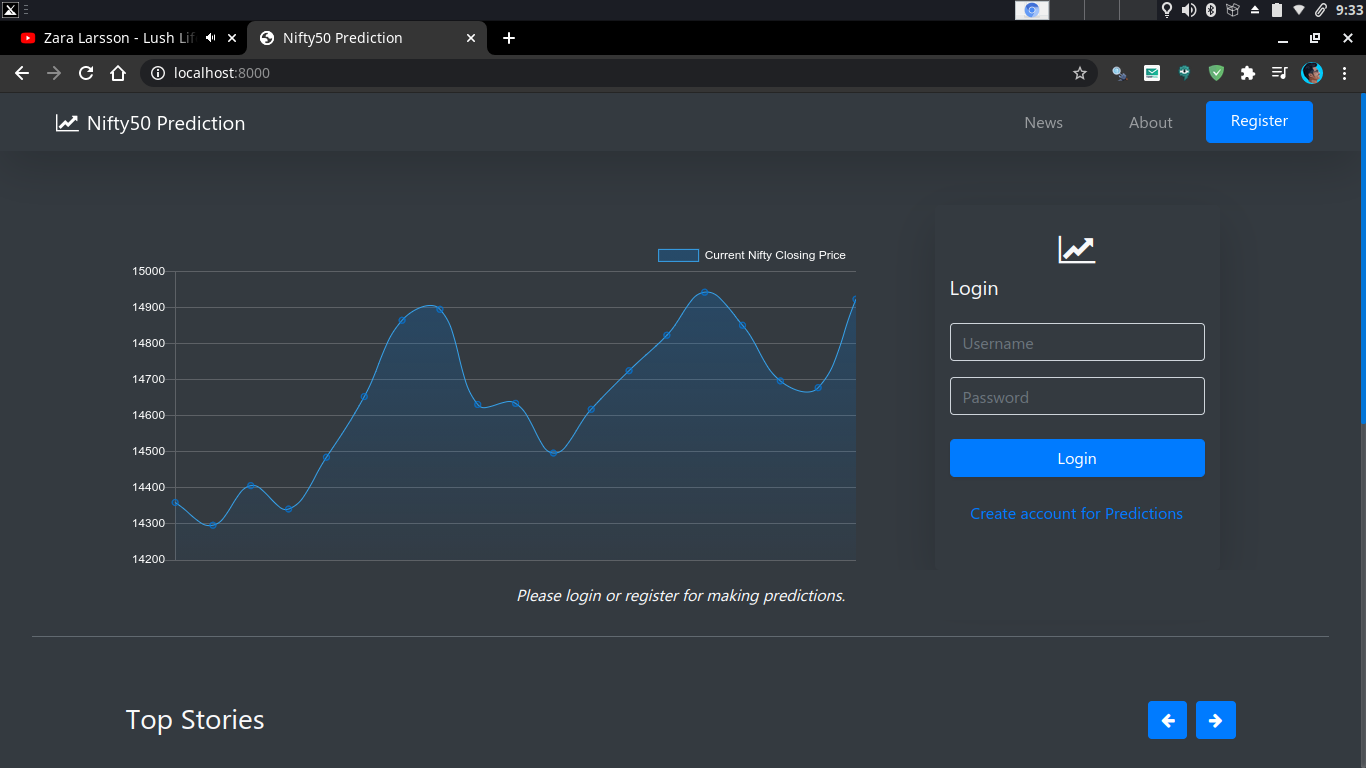 9:33
Zara Larsson - Lush Lif
Nifty50 Prediction
localhost:8000
Nifty50 Prediction
News
About
Register
Current Nifty Closing Price
15000
14900
14800
14700
14600
14500
14400
14300
14200
Login
Username
Password
Login
Create account for Predictions
Please login or register for making predictions.
Top Stories